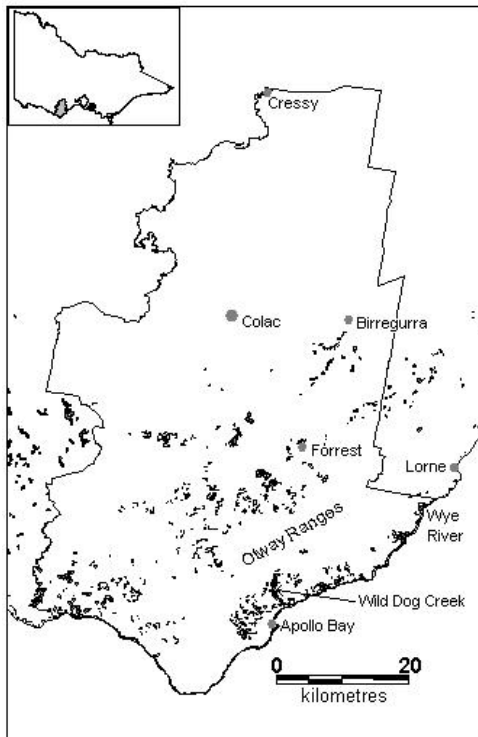 Cressy
Colac
Birregurra
Forrest
Lorne
Wye
River
Otway Ranges
Wild Dog Creek
Apollo Bay
0 20
kilometres